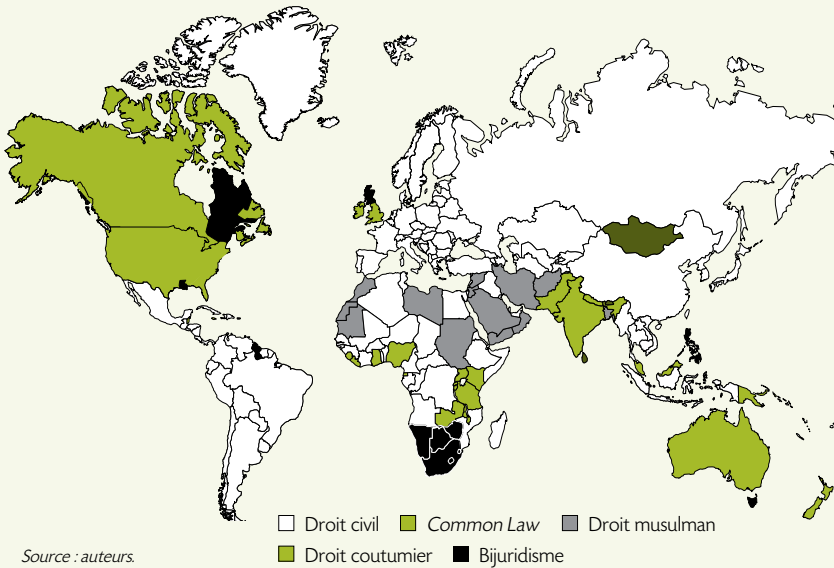 Droit civil Common Law Droit musulman
Droit coutumier Bijuridisme
Source : auteurs.